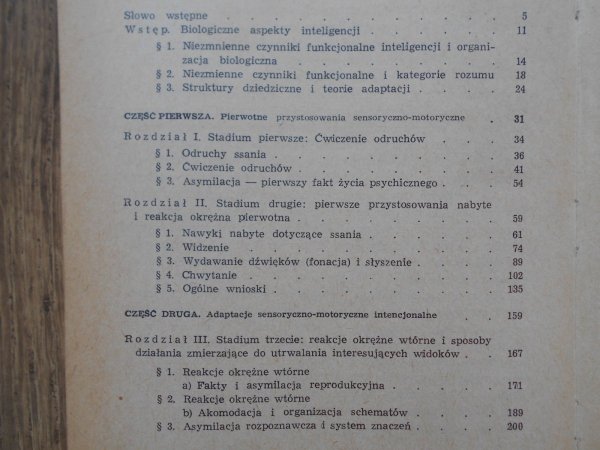 Słowo wstępne . . . . . . . . . . . 5
Wstęp. Biologiczne aspekty inteligencji . . . . . 11
§ 1. Niezmienne czynniki funkcjonalne inteligencji i organi-
zacja biologiczna . . . . . . . . . 14
§ 2. Niezmienne czynniki funkcjonalne i kategorie rozumu 18
§ 3. Struktury dziedziczne i teorie adaptacji . . . . 24
CZĘŚĆ PIERWSZA. Pierwotne przystosowania sensoryczno-motoryczne . 31
Rozdział I. Stadium pierwsze: Ćwiczenie odruchów . . 34
§ 1. Odruchy ssania . . . . . . . . . 36
§ 2. Ćwiczenie odruchów . . . . . . . . 41
§ 3. Asymilacja — pierwszy fakt życia psychicznego . . . 54
Rozdział II. Stadium drugie: pierwsze przystosowania nabyte
i reakcja okrężna pierwotna . . . . . . . 59
§ 1. Nawyki nabyte dotyczące ssania . . . . . 61
§ 2. Widzenie . . . . . . . . . . 74
§ 3. Wydawanie dźwięków (fonacja) i słyszenie . . . . 89
§ 4. Chwytanie . . . . . . . . . . 102
§ 5. Ogólne wnioski . . . . . . . . . 135
CZĘŚĆ DRUGA. Adaptacje sensoryczno-motoryczne intencjonalne . . 159
Rozdział III. Stadium trzecie: reakcje okrężne wtórne i sposoby
działania zmierzające do utrwalania interesujących widoków . . 167
§ 1. Reakcje okrężne wtórne
a) Fakty i asymilacja reprodukcyjna . . . . 171
§ 2. Reakcje okrężne wtórne
b) Akomodacja i organizacja schematów . . . . 189
§ 3. Asymilacja rozpoznawcza i system znaczeń . . . 200